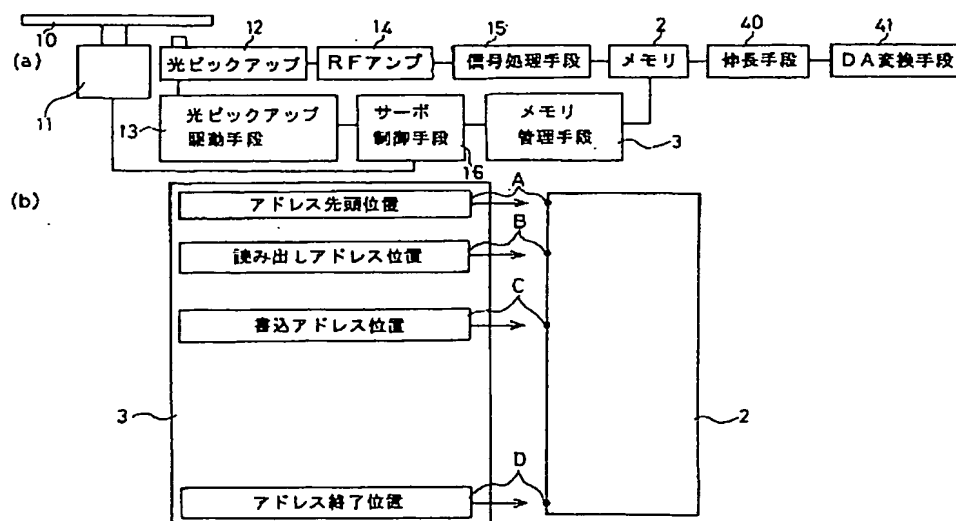 10
12
14
15
2
40
41
(a)
光ピックアップ
RFアンプ
信号処理手段
メモリ
伸長手段
DA変換手段
11
13
光ピックアップ
駆動手段
サーボ
制御手段
メモリ
管理手段
16
3
(b)
A
アドレス先頭位置
B
読み出しアドレス位置
C
書込アドレス位置
3
2
D
アドレス終了位置